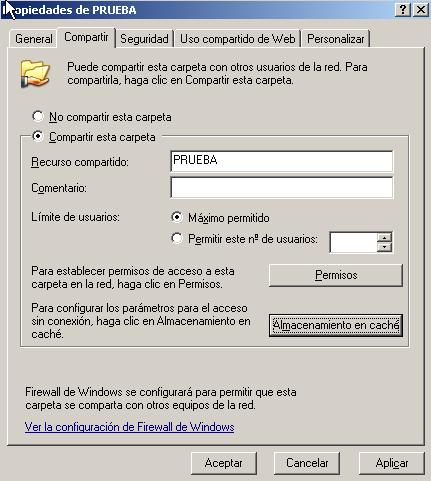 Propiedades de PRUEBA
General
Compartir
Seguridad
Uso compartido de Web
Personalizar
Puede compartir esta carpeta con otros usuarios de la red. Para
compartirla, haga clic en Compartir esta carpeta.
No compartir esta carpeta
Compartir esta carpeta
Recurso compartido:
PRUEBA
Comentario:
Límite de usuarios:
Máximo permitido
Permitir este nº de usuarios:
Para establecer permisos de acceso a esta
carpeta en la red, haga clic en Permisos.
Permisos
Para configurar los parámetros para el acceso
sin conexión, haga clic en Almacenamiento en
caché.
Almacenamiento en caché
Firewall de Windows se configurará para permitir que esta
carpeta se comparta con otros equipos de la red.
Ver la configuración de Firewall de Windows
Aceptar
Cancelar
Aplicar